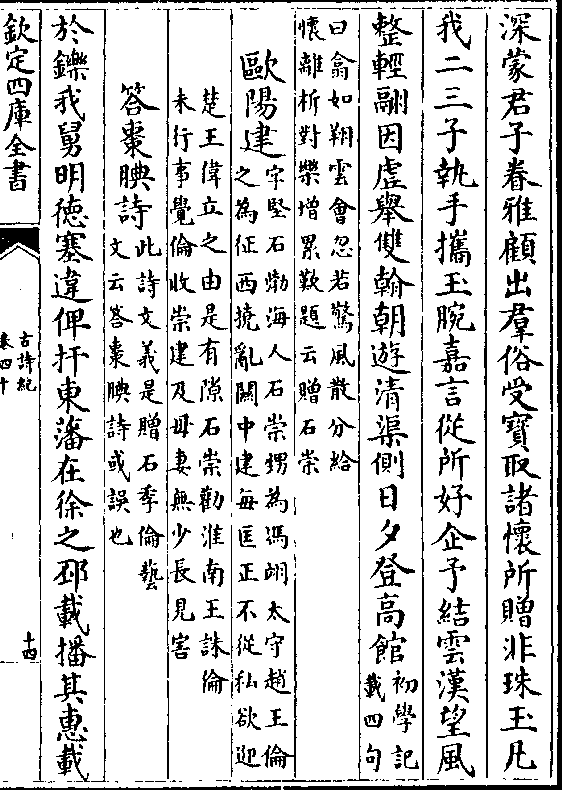 深蒙君子眷雅顧出羣俗受寶取諸懷所贈非珠玉凡
我二三子執手攜玉腕嘉言從所好企予結雲漢望風
整輕翮因虛舉雙翰朝遊清渠側日夕登高館初學記
載四句
曰翕如翔雲會忽若驚風散分給
懷離析對樂增累歎題云贈石崇
歐陽建字堅石渤海人石崇甥為馮翊太守趙王倫
之為征西撓亂關中建每匡正不從私欲迎
楚王偉立之由是有隙石崇勸淮南王誅倫
未行事覺倫收崇建及母妻無少長見害
答棗腆詩此詩文義是贈石季倫藝
文云答棗腆詩或誤也
於鑠我舅明德塞違俾扞東藩在徐之邳載播其惠載
欽定四庫全書
古詩紀
卷四十
十四